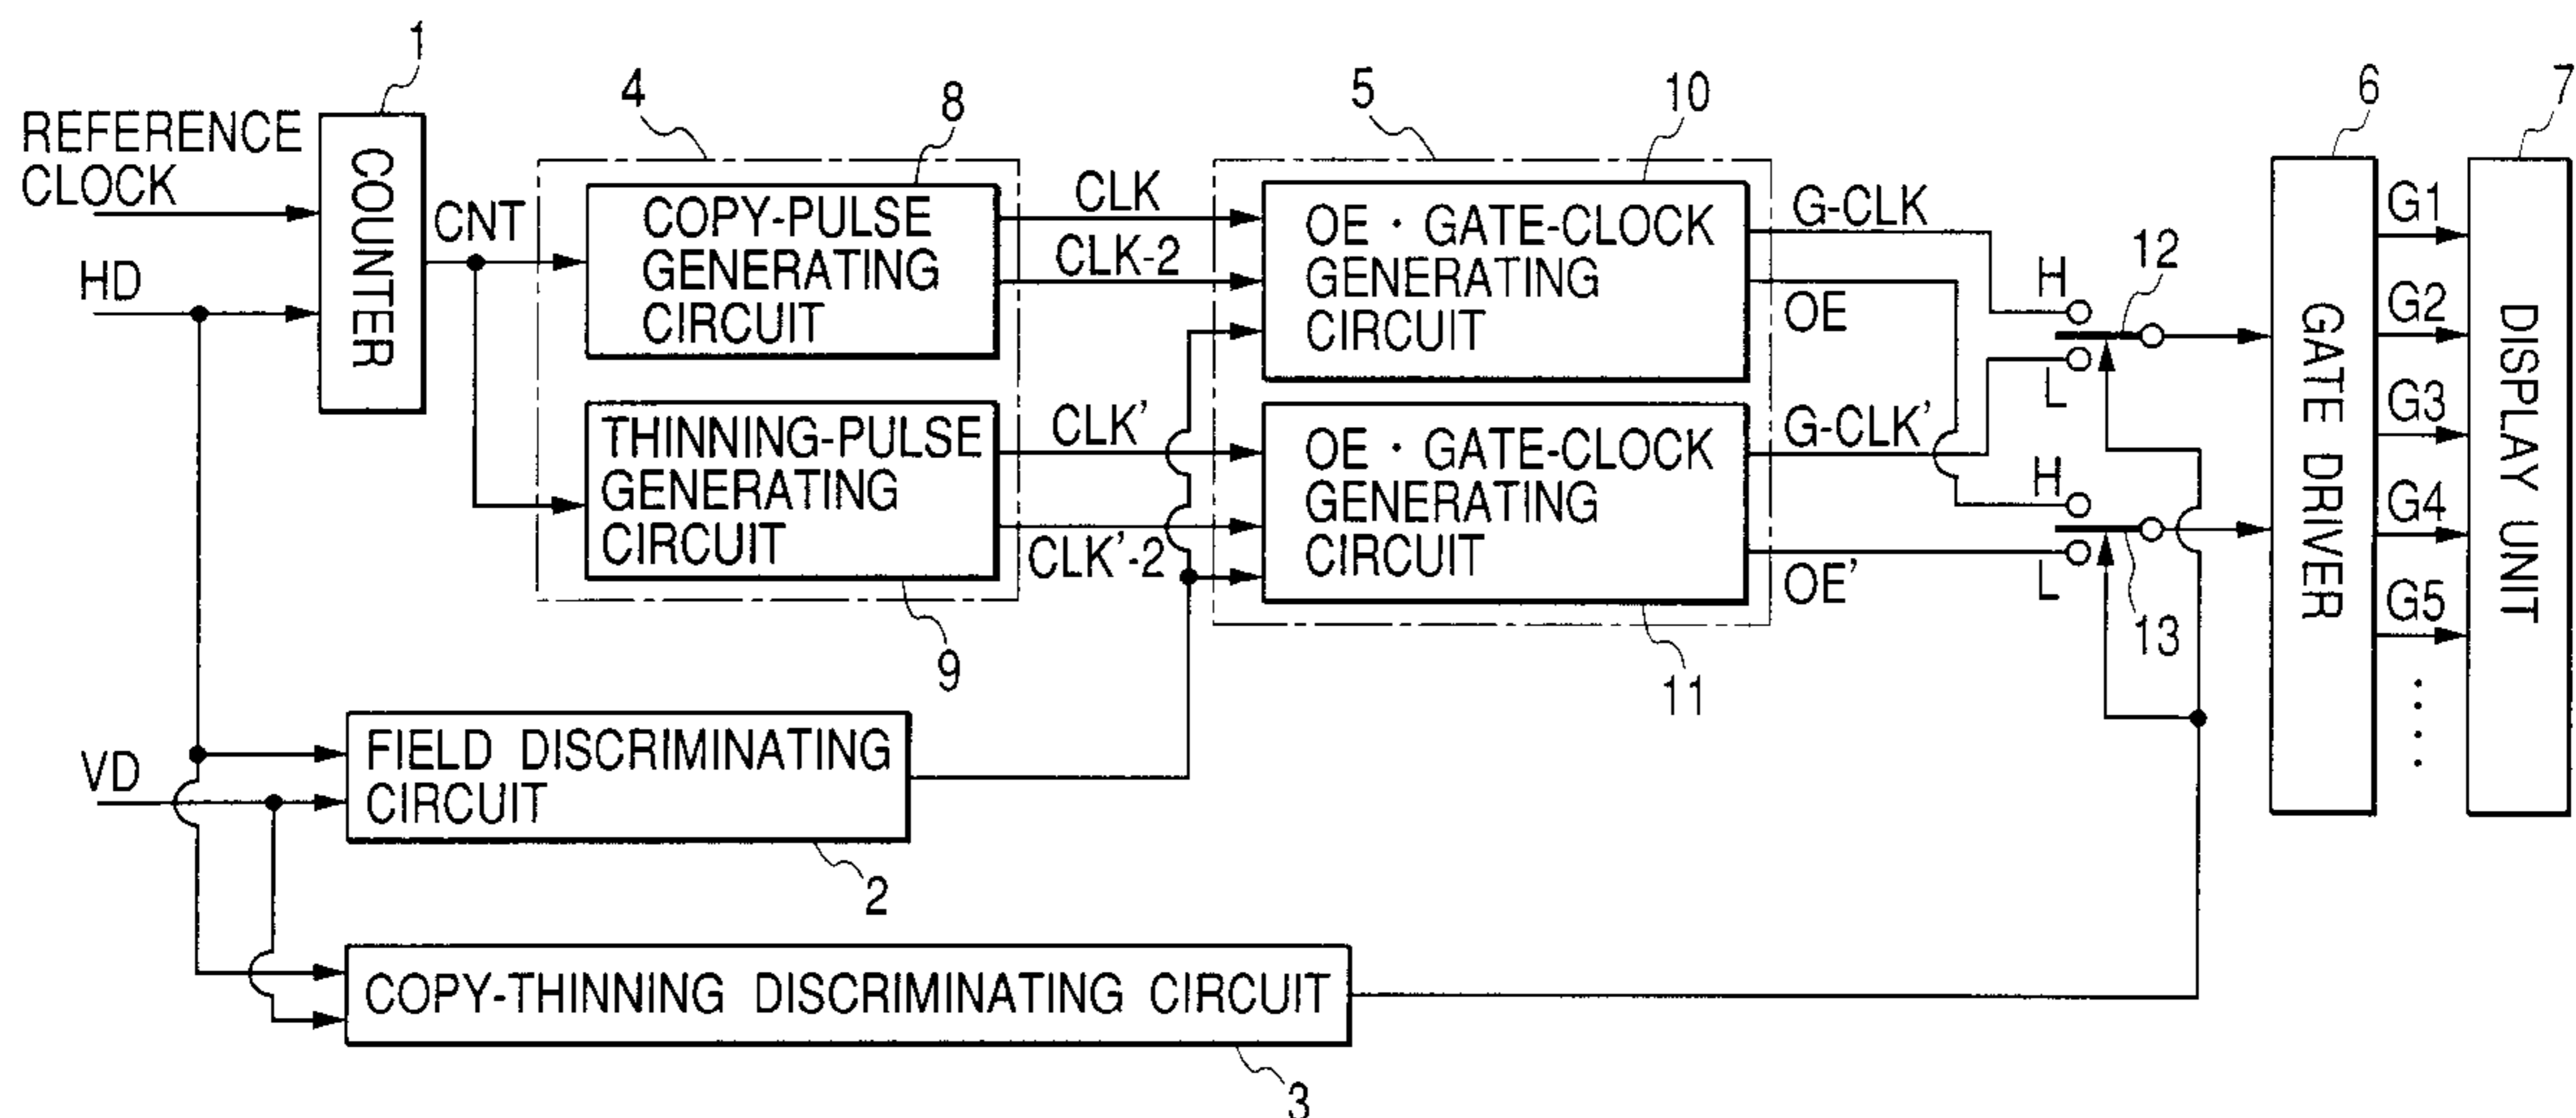 1
REFERENCE
CLOCK
HD
COUNTER
CNT
4
8
COPY-PULSE
GENERATING
CIRCUIT
THINNING-PULSE
GENERATING
CIRCUIT
9
CLK
CLK-2
CLK'
CLK'-2
5
10
OE · GATE-CLOCK
GENERATING
CIRCUIT
OE · GATE-CLOCK
GENERATING
CIRCUIT
11
G-CLK
OE
G-CLK'
OE'
H
12
L
H
L
13
6
GATE DRIVER
G1
G2
G3
G4
G5
7
DISPLAY UNIT
VD
FIELD DISCRIMINATING
CIRCUIT
2
COPY-THINNING DISCRIMINATING CIRCUIT
3